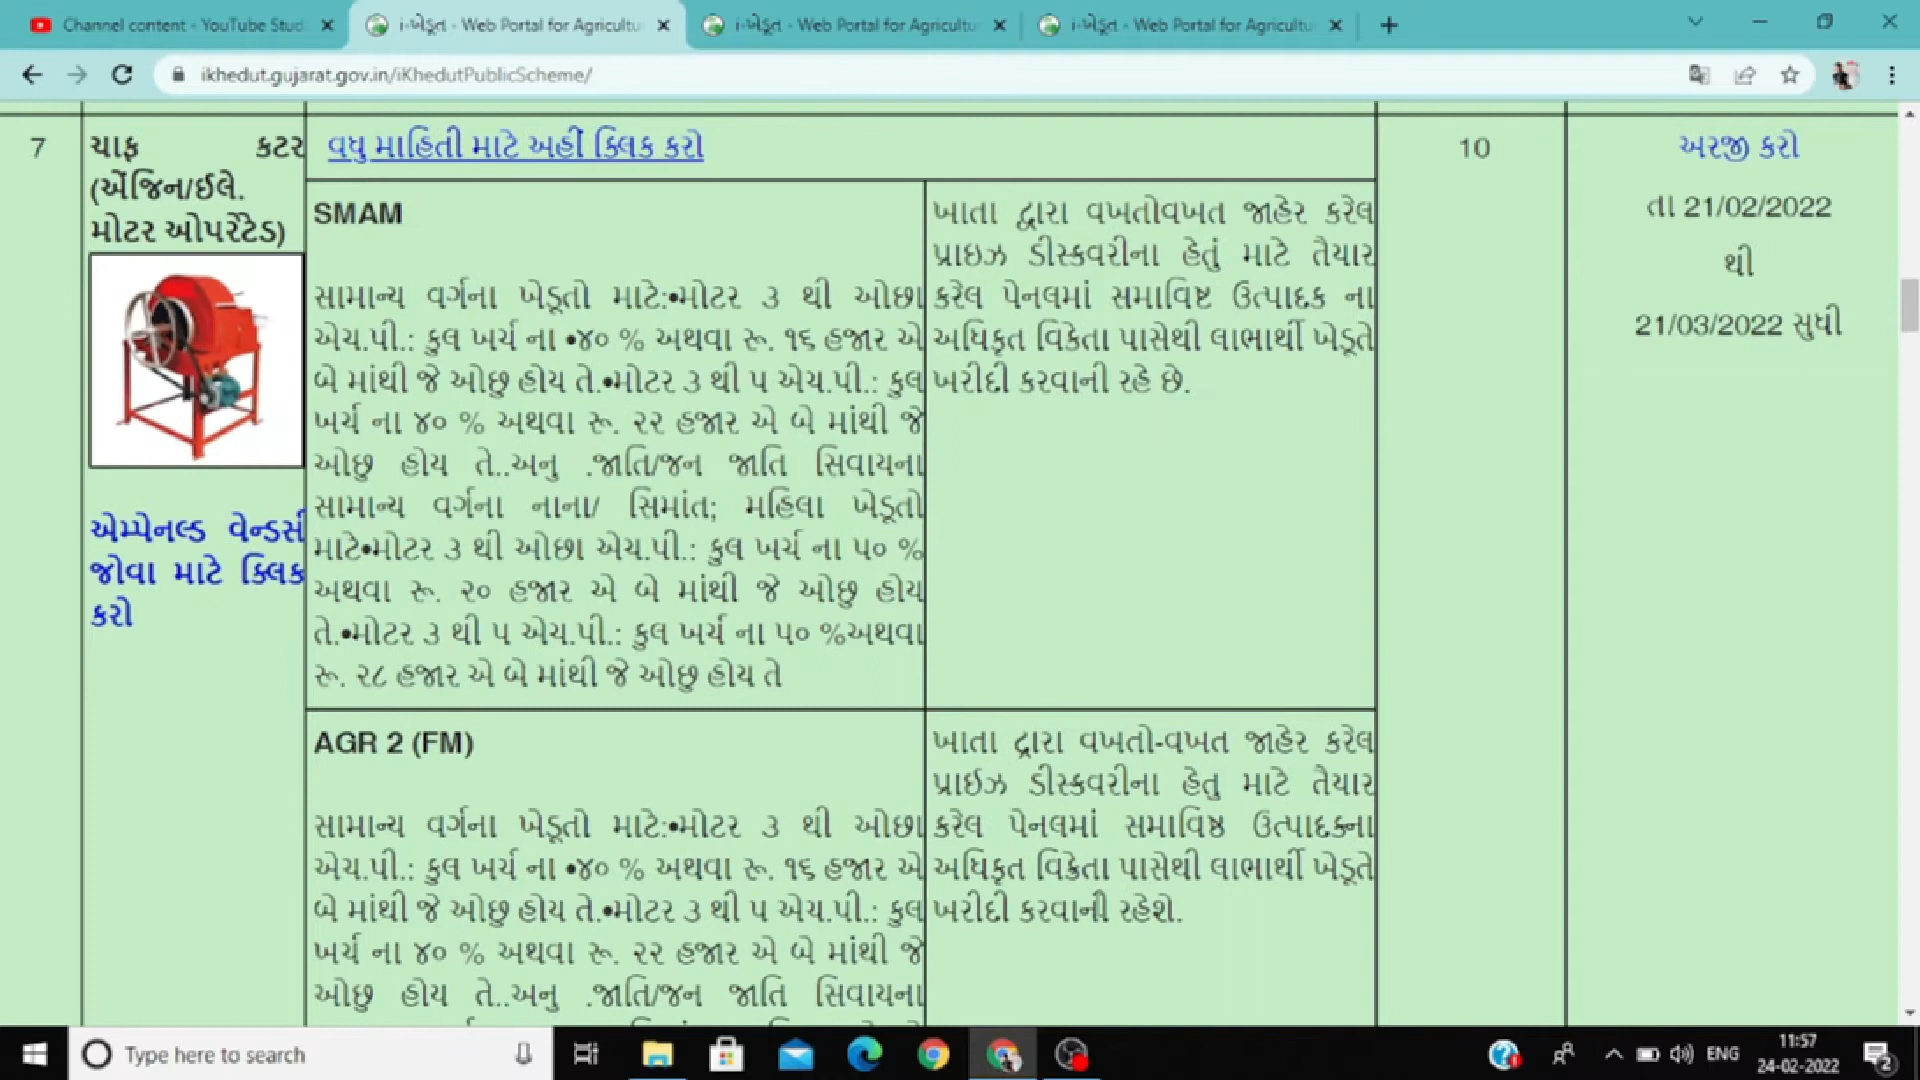 Channel content - YouTube Stud
i-ખેડૂત - Web Portal for Agricultu
i-ખેડૂત - Web Portal for Agricultu
i-ખેડૂત - Web Portal for Agricultu
ikhedut.gujarat.gov.in/iKhedutPublicScheme/
7
ચાફ કટર
(એંજિન/ઈલે.
મોટર ઓપરેટેડ)
એમ્પેનલ્ડ વેન્ડર્સ
જોવા માટે ક્લિક
કરો
વધુ માહિતી માટે અહીં ક્લિક કરો
SMAM
સામાન્ય વર્ગના ખેડૂતો માટે:•મોટર ૩ થી ઓછા
એચ.પી.: કુલ ખર્ચ ના •૪૦ % અથવા રૂ. ૧૬ હજાર એ
બે માંથી જે ઓછુ હોય તે.•મોટર ૩ થી ૫ એચ.પી.: કુલ
ખર્ચ ના ૪૦ % અથવા રૂ. ૨૨ હજાર એ બે માંથી જે
ઓછુ હોય તે..અનુ .જાતિ/જન જાતિ સિવાયના
સામાન્ય વર્ગના નાના/ સિમાંત; મહિલા ખેડૂતો
માટે•મોટર ૩ થી ઓછા એચ.પી.: કુલ ખર્ચ ના ૫૦ %
અથવા રૂ. ૨૦ હજાર એ બે માંથી જે ઓછુ હોય
તે.•મોટર ૩ થી ૫ એચ.પી.: કુલ ખર્ચ ના ૫૦ %અથવા
રૂ. ૨૮ હજાર એ બે માંથી જે ઓછુ હોય તે
ખાતા દ્વારા વખતોવખત જાહેર કરેલ
પ્રાઇઝ ડીસ્કવરીના હેતું માટે તૈયાર
કરેલ પેનલમાં સમાવિષ્ટ ઉત્પાદક ના
અધિકૃત વિક્રેતા પાસેથી લાભાર્થી ખેડૂતે
ખરીદી કરવાની રહે છે.
10
અરજી કરો
તા 21/02/2022
થી
21/03/2022 સુધી
AGR 2 (FM)
સામાન્ય વર્ગના ખેડૂતો માટે:•મોટર ૩ થી ઓછા
એચ.પી.: કુલ ખર્ચ ના •૪૦ % અથવા રૂ. ૧૬ હજાર એ
બે માંથી જે ઓછુ હોય તે.•મોટર ૩ થી ૫ એચ.પી.: કુલ
ખર્ચ ના ૪૦ % અથવા રૂ. ૨૨ હજાર એ બે માંથી જે
ઓછુ હોય તે..અનુ .જાતિ/જન જાતિ સિવાયના
ખાતા દ્રારા વખતો-વખત જાહેર કરેલ
પ્રાઈઝ ડીસ્કવરીના હેતુ માટે તૈયાર
કરેલ પેનલમાં સમાવિષ્ઠ ઉત્પાદક્ના
અધિકૃત વિક્રેતા પાસેથી લાભાર્થી ખેડૂતે
ખરીદી કરવાની રહેશે.
Type here to search
ENG
11:57
24-02-2022
2